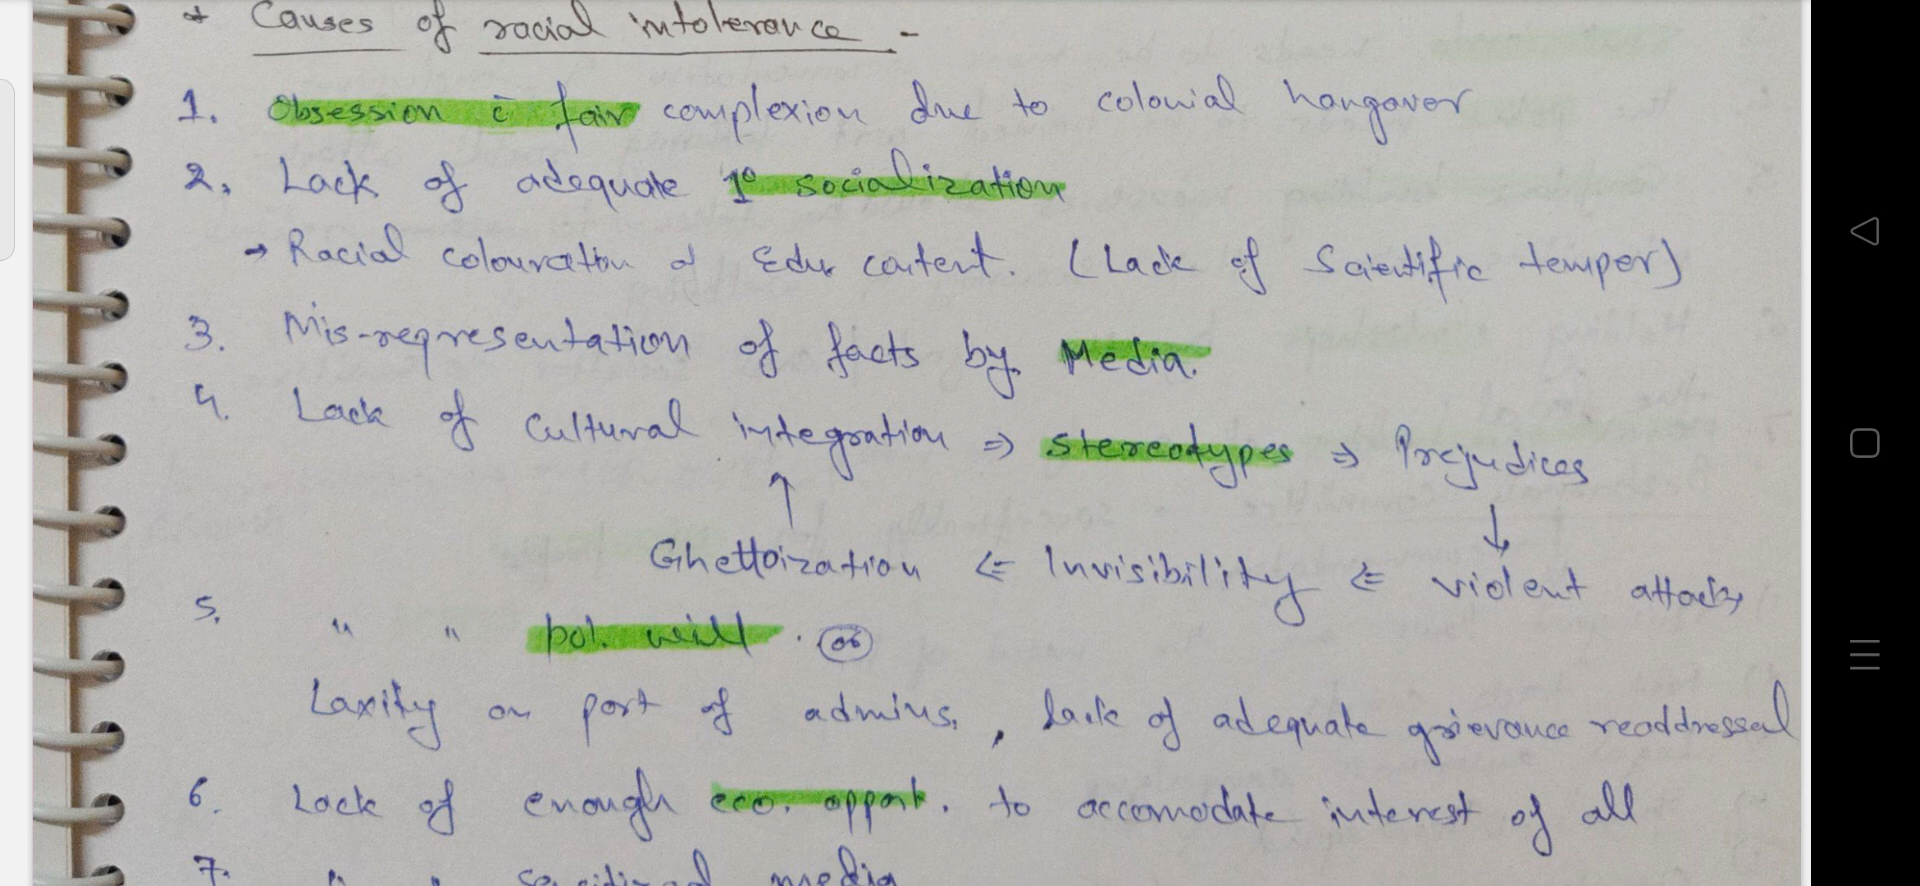 * Causes of racial intolerance -
1. Obsession c̄ fair complexion due to colonial hangover
2. Lack of adequate 1° socialization
→ Racial colouration of Edu content. (Lack of Scientific temper)
3. Mis-representation of facts by Media.
4. Lack of Cultural integration ⇒ Stereotypes ⇒ Prejudices
↑ ↓
Ghettoization ⇐ Invisibility ⇐ violent attacks
5. " " pol. will. or
Laxity on part of admins, lack of adequate grievance readdressal
6. Lack of enough eco. opport. to accomodate interest of all
7. " " sensitized media